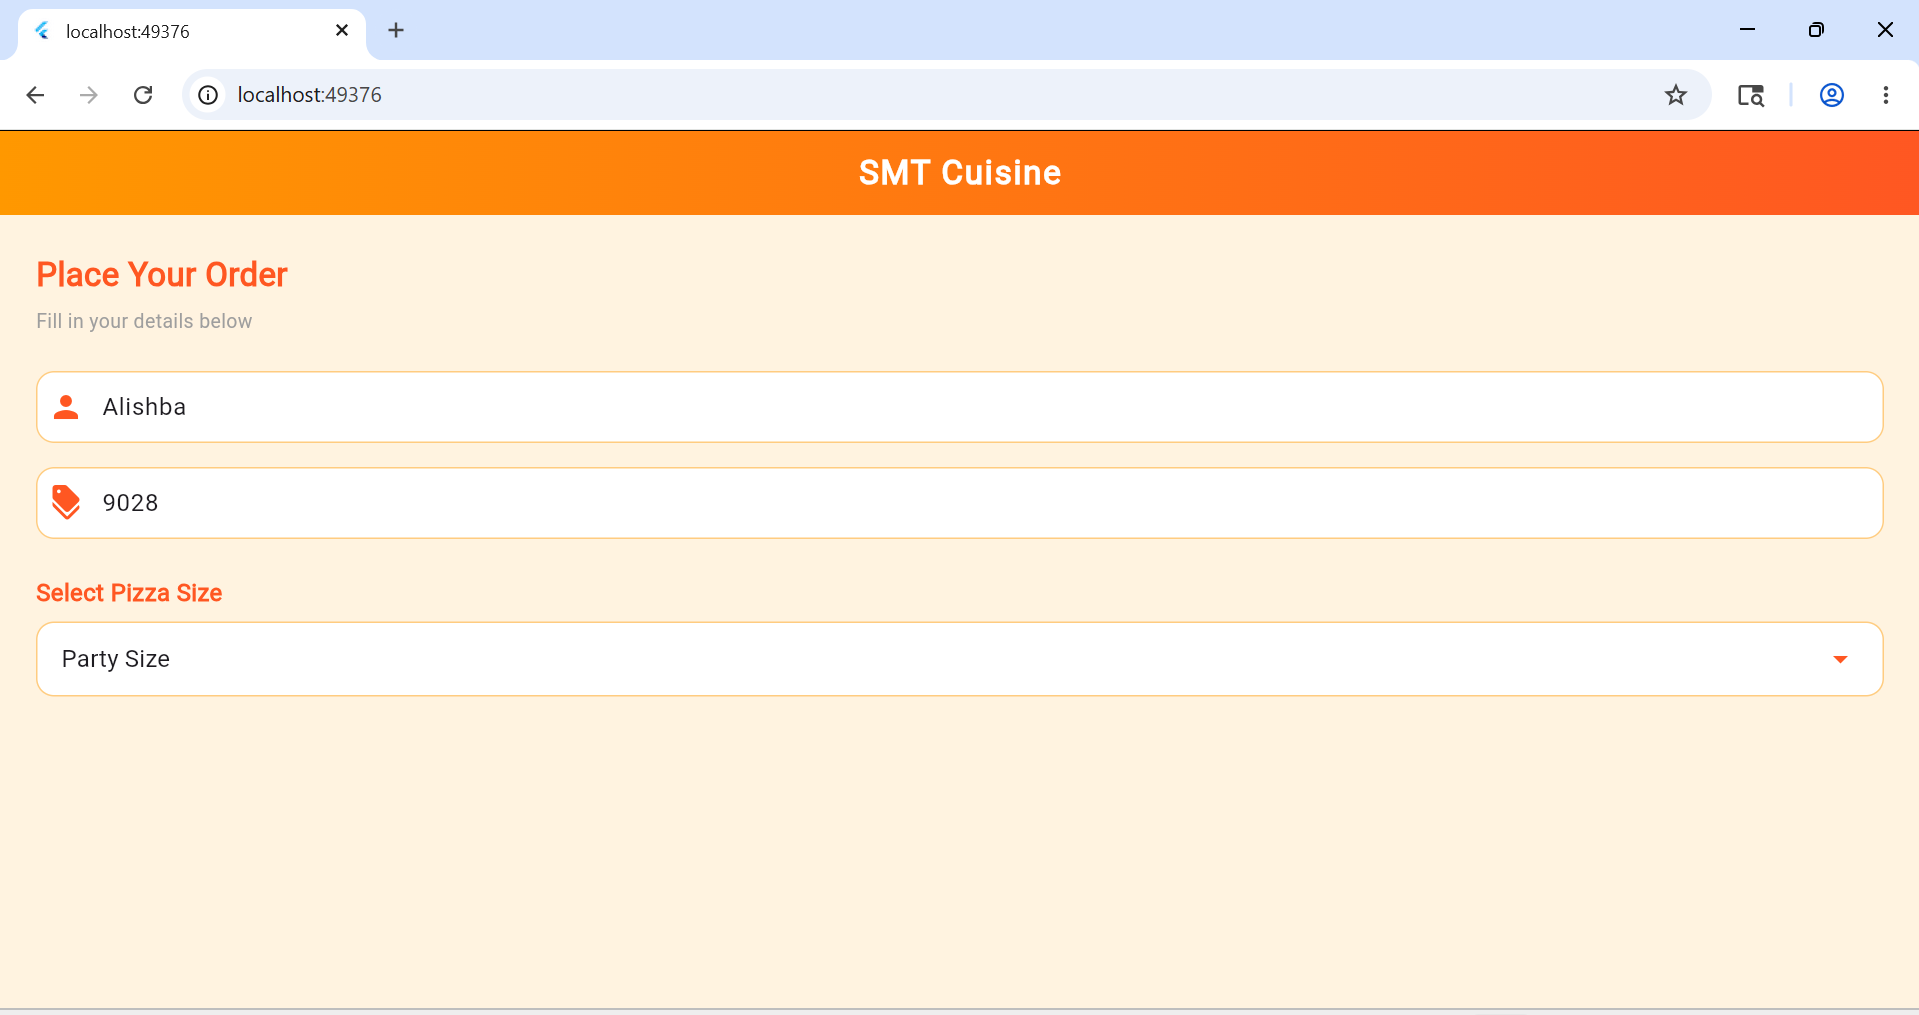 localhost:49376
localhost:49376
SMT Cuisine
Place Your Order
Fill in your details below
Alishba
9028
Select Pizza Size
Party Size